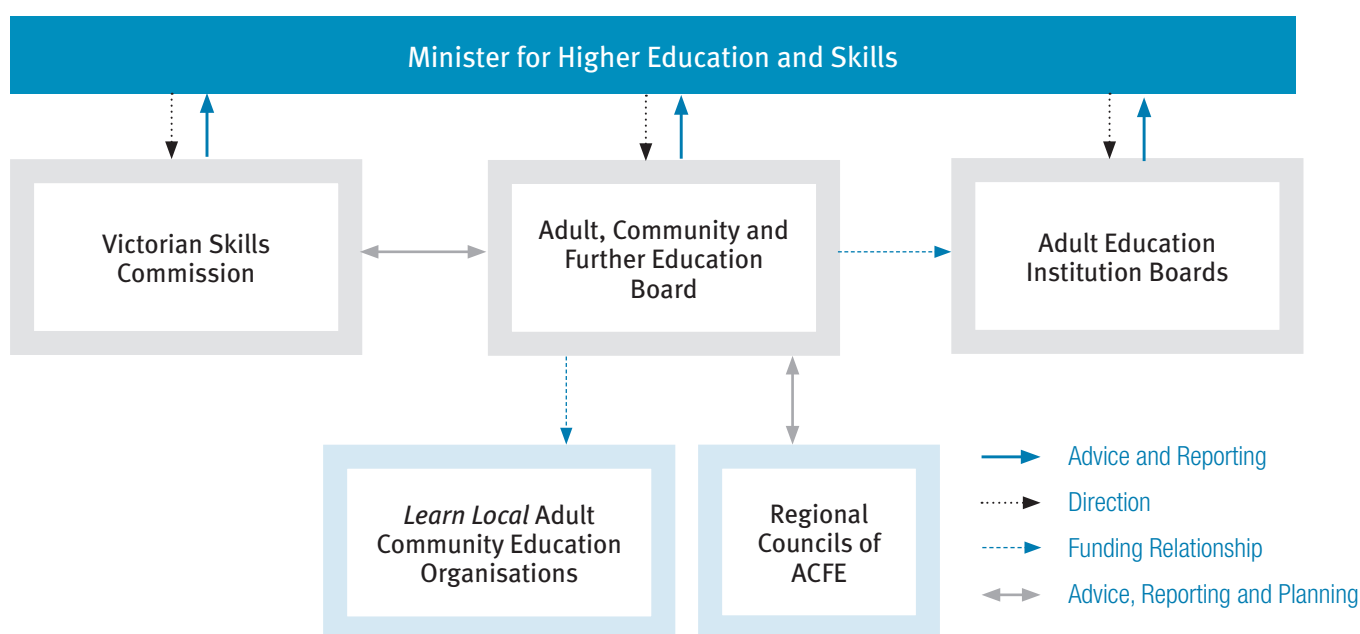 Minister for Higher Education and Skills
Victorian Skills
Commission
Adult, Community and
Further Education
Board
Adult Education
Institution Boards
Learn Local Adult
Community Education
Organisations
Regional
Councils of
ACFE
Advice and Reporting
Direction
Funding Relationship
Advice, Reporting and Planning